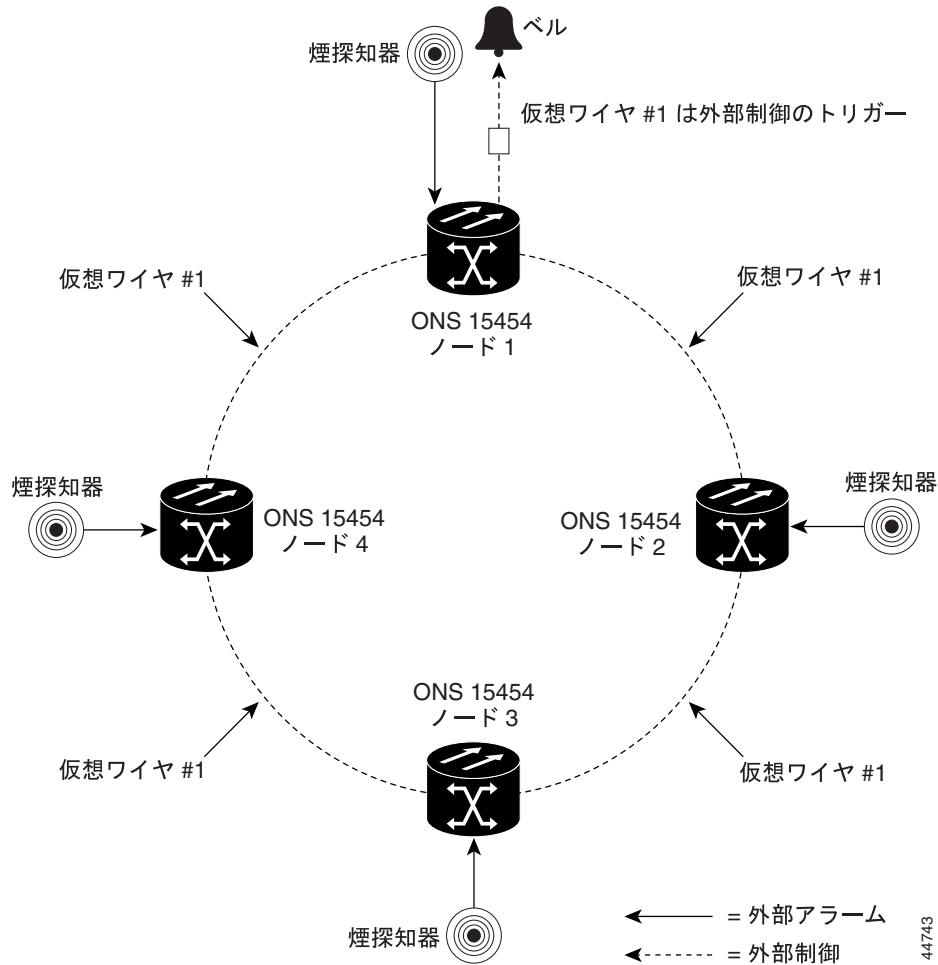 ベル
煙探知器
仮想ワイヤ #1 は外部制御のトリガー
仮想ワイヤ #1
仮想ワイヤ #1
ONS 15454
ノード 1
煙探知器
煙探知器
ONS 15454
ノード 4
ONS 15454
ノード 2
ONS 15454
ノード 3
仮想ワイヤ #1
仮想ワイヤ #1
煙探知器
= 外部アラーム
= 外部制御
44743